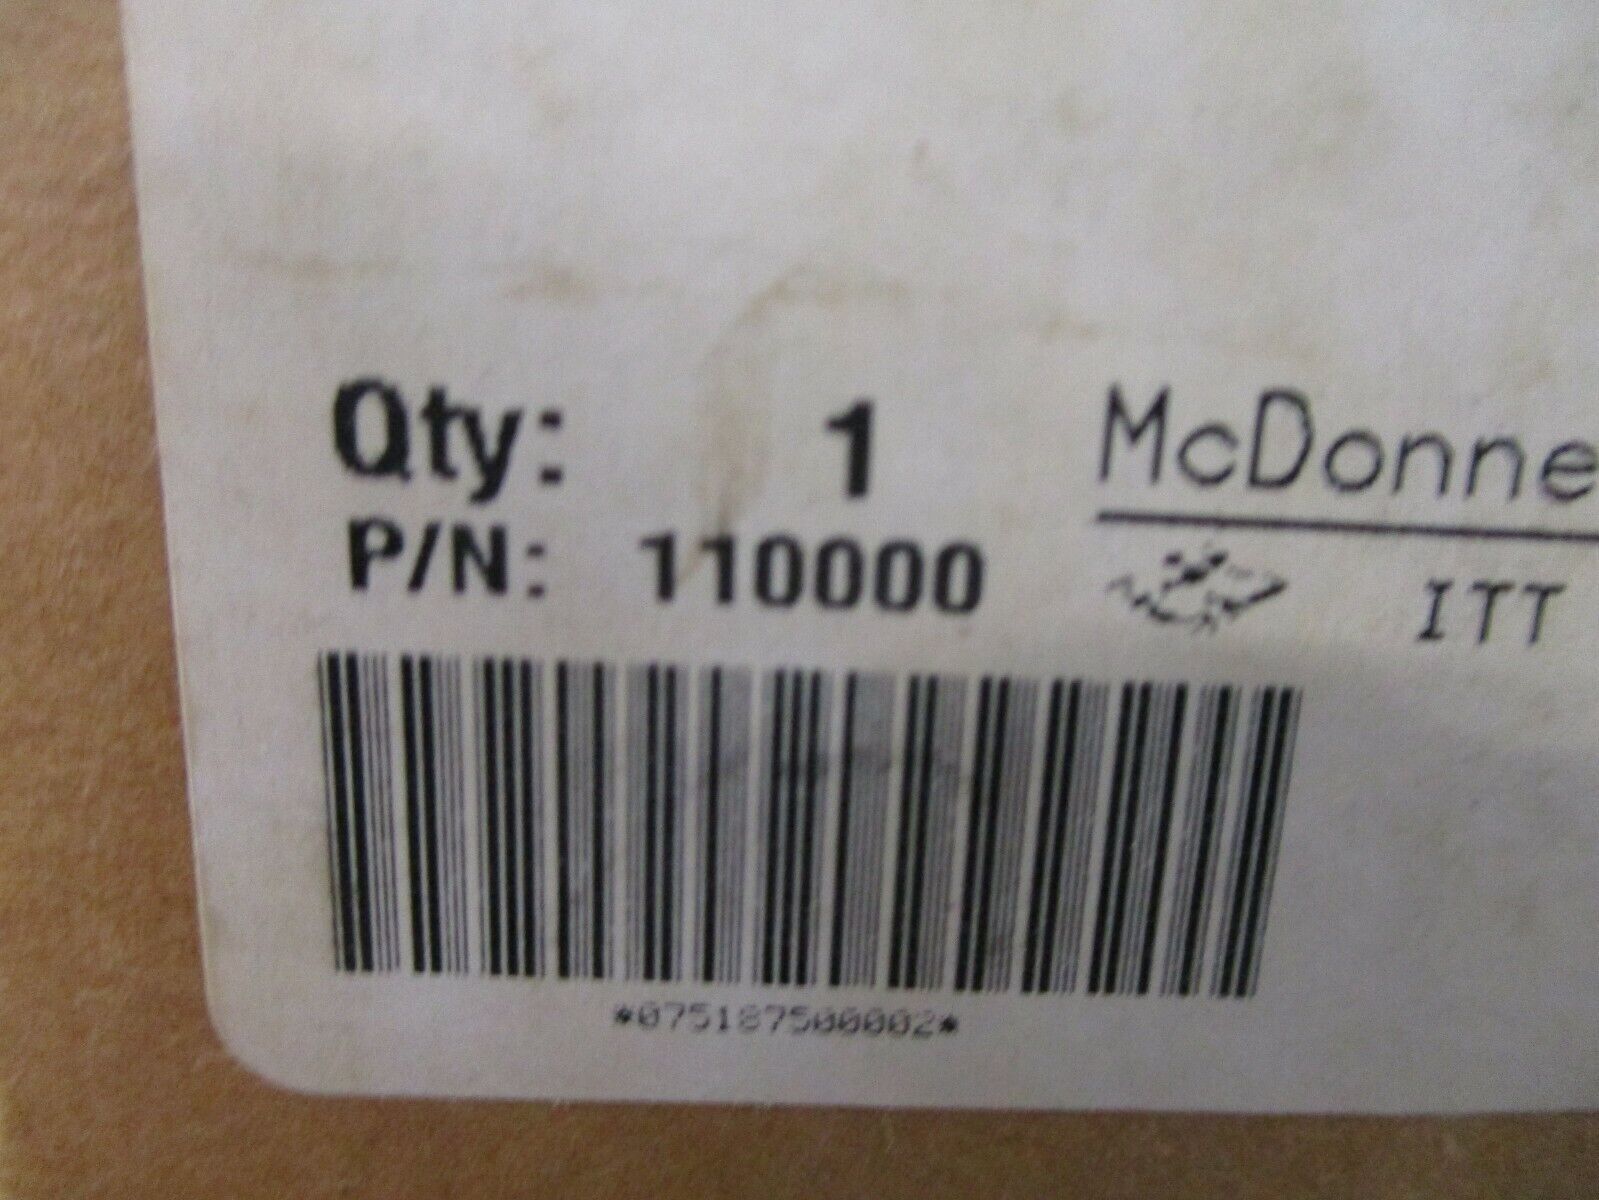 Qty: 1
P/N: 110000
McDonne
ITT
*075187500002*